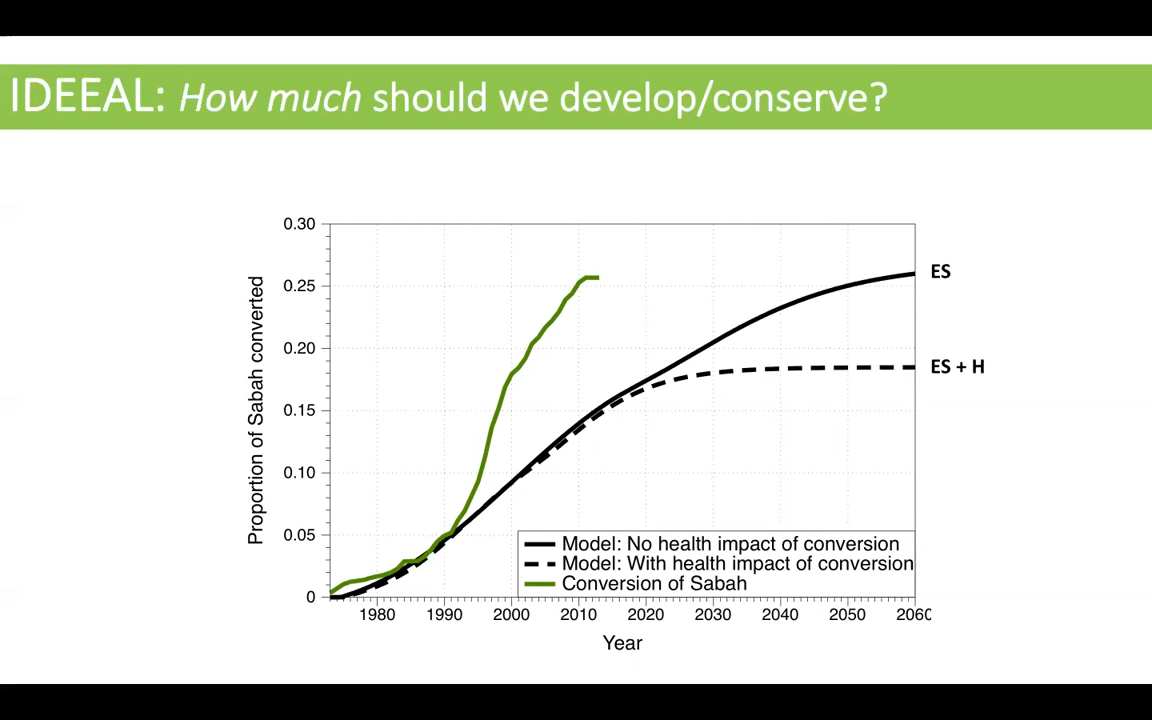 IDEEAL: How much should we develop/conserve?
0.30
0.25
0.20
0.15
0.10
0.05
0
Proportion of Sabah converted
ES
ES + H
Model: No health impact of conversion
Model: With health impact of conversion
Conversion of Sabah
1980 1990 2000 2010 2020 2030 2040 2050 2060
Year